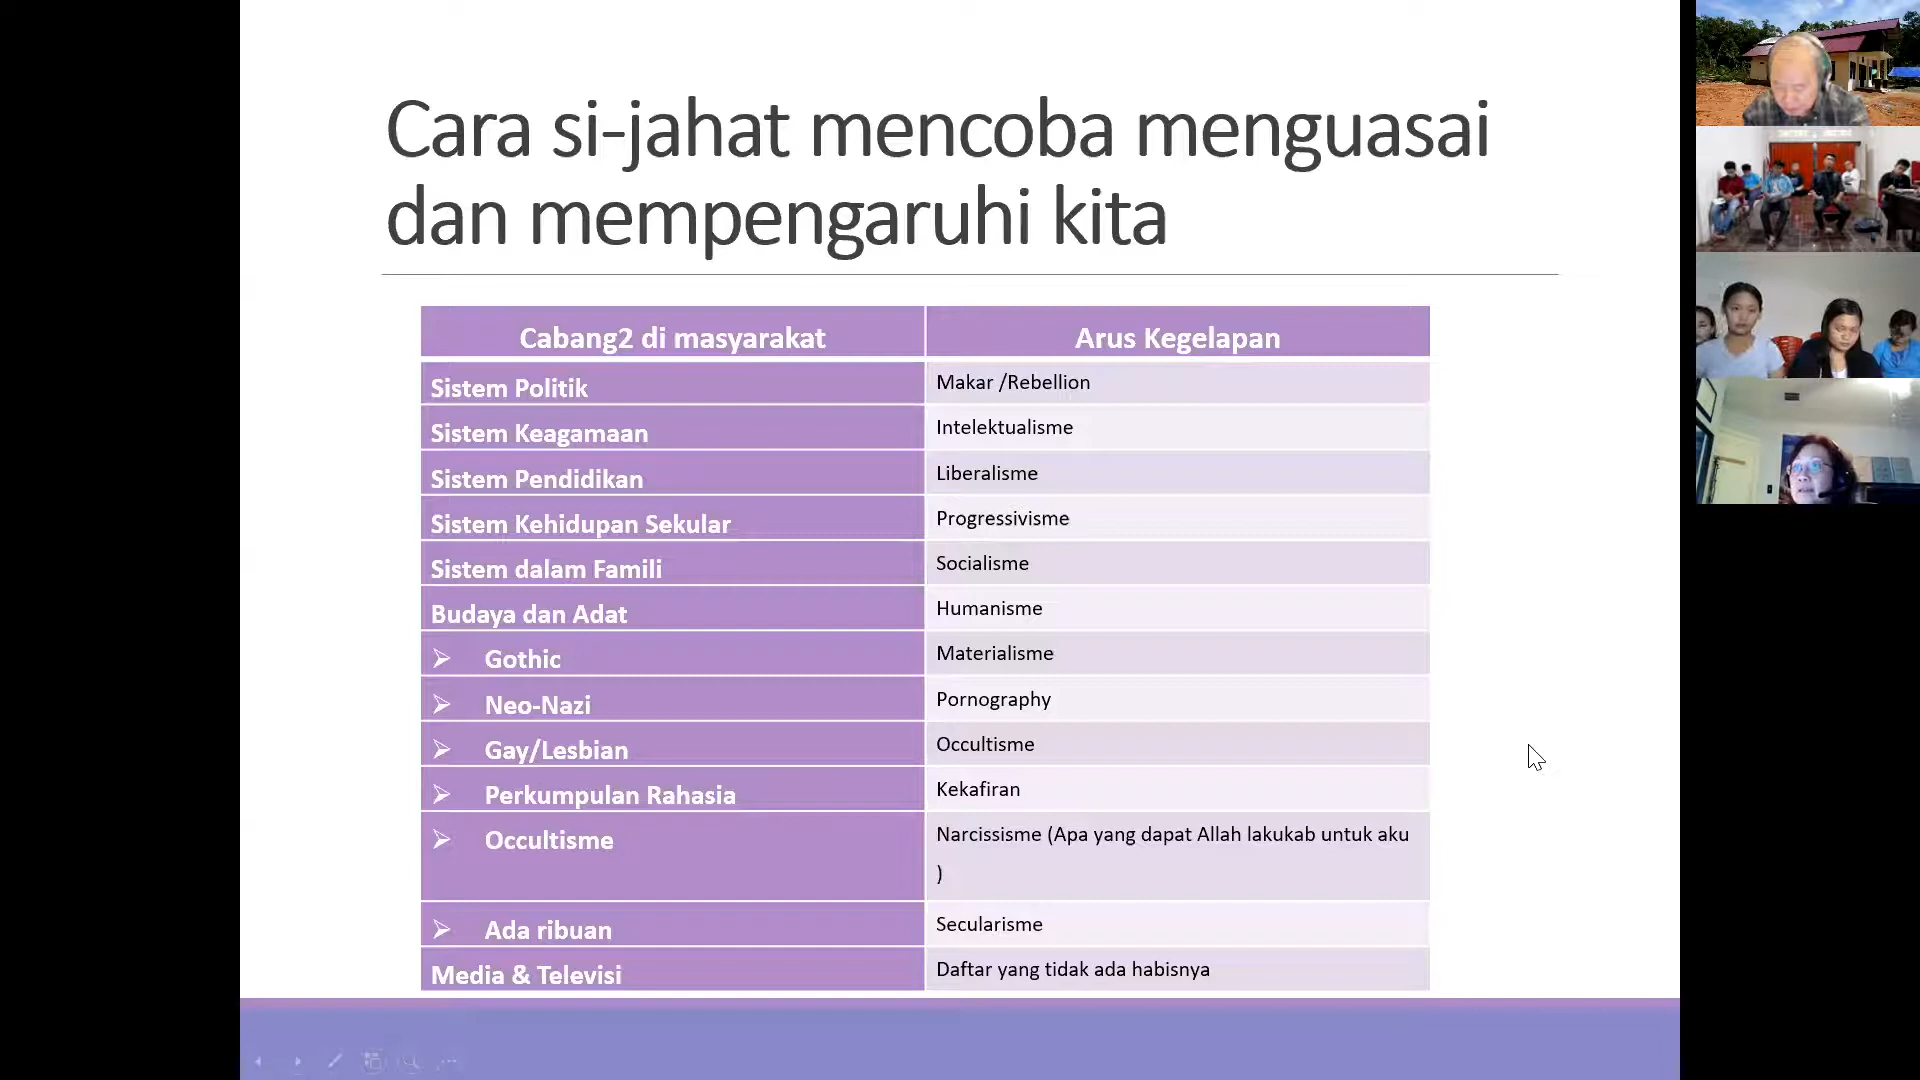 Cara si-jahat mencoba menguasai
dan mempengaruhi kita
Cabang2 di masyarakat Arus Kegelapan
Sistem Politik Makar /Rebellion
Sistem Keagamaan Intelektualisme
Sistem Pendidikan Liberalisme
Sistem Kehidupan Sekular Progressivisme
Sistem dalam Famili Socialisme
Budaya dan Adat Humanisme
➢ Gothic Materialisme
➢ Neo-Nazi Pornography
➢ Gay/Lesbian Occultisme
➢ Perkumpulan Rahasia Kekafiran
➢ Occultisme Narcissisme (Apa yang dapat Allah lakukab untuk aku
)
➢ Ada ribuan Secularisme
Media & Televisi Daftar yang tidak ada habisnya